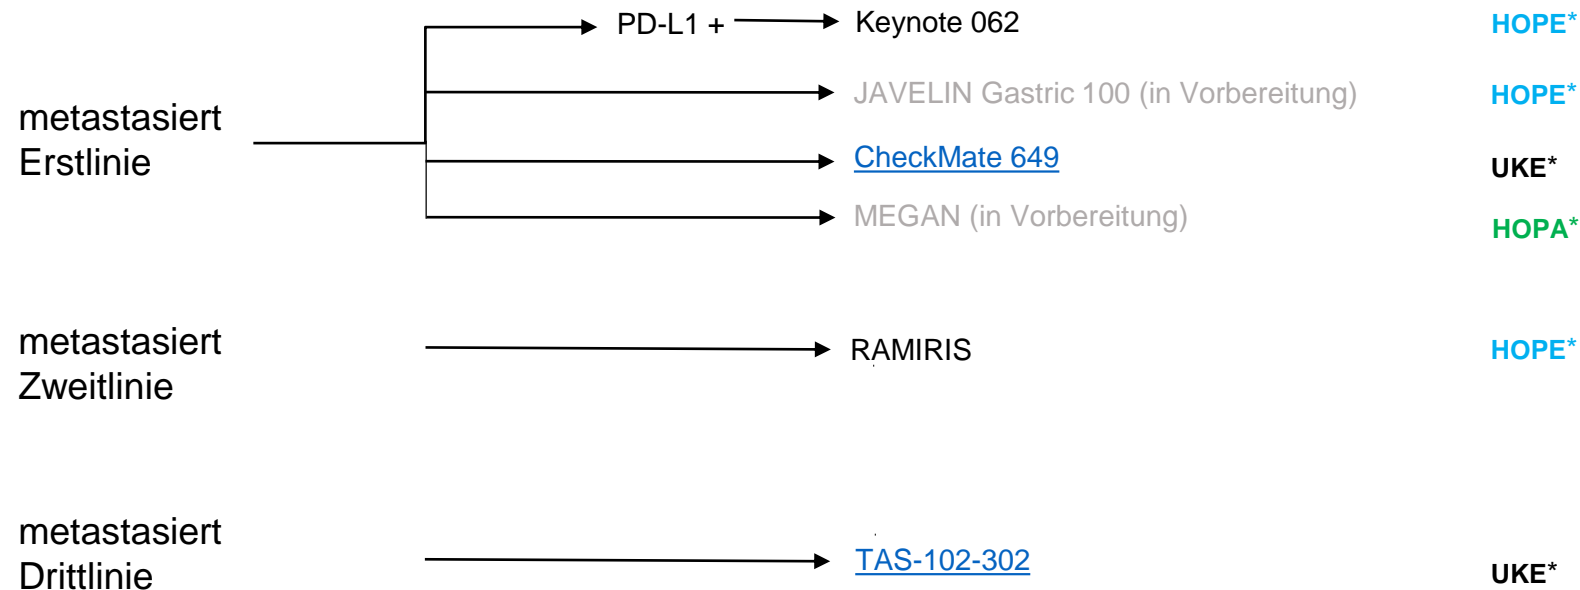 PD-L1 + Keynote 062 HOPE*
JAVELIN Gastric 100 (in Vorbereitung) HOPE*
metastasiert
Erstlinie
CheckMate 649 UKE*
MEGAN (in Vorbereitung) HOPA*
metastasiert
Zweitlinie
RAMIRIS HOPE*
metastasiert
Drittlinie
TAS-102-302 UKE*